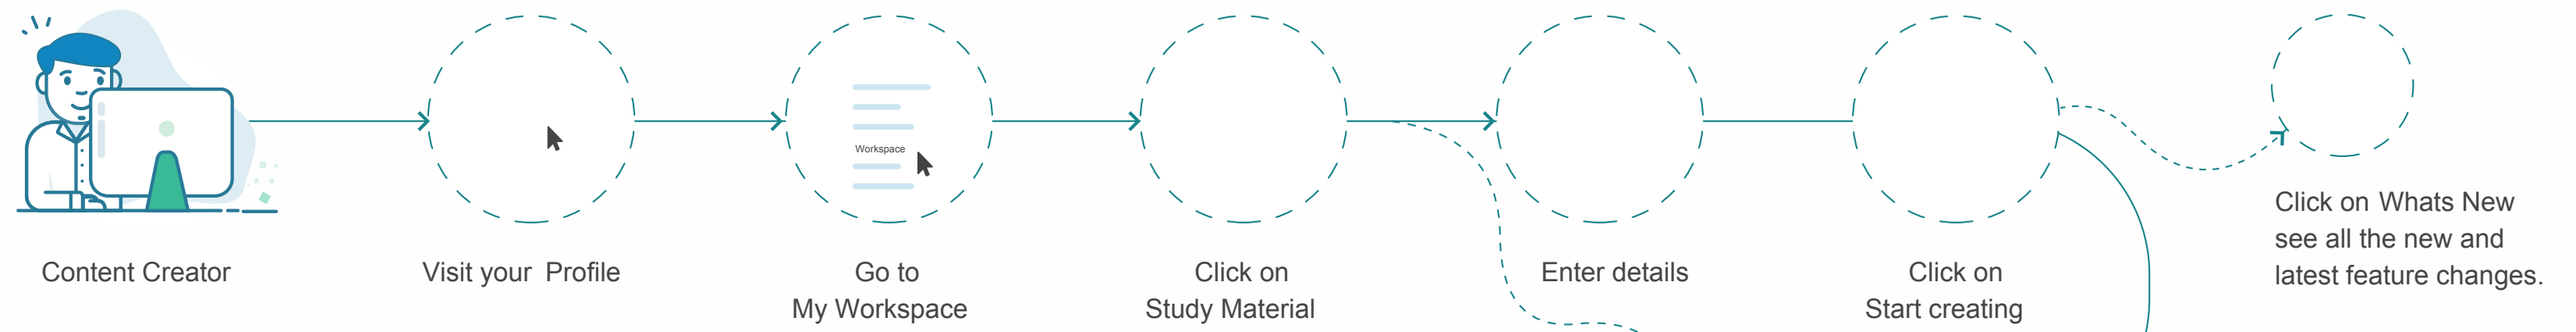 Workspace
Content Creator
Visit your  Profile
Go to
My Workspace
Click on
Study Material
Enter details
Click on
Start creating
Click on Whats New
see all the new and
latest feature changes.